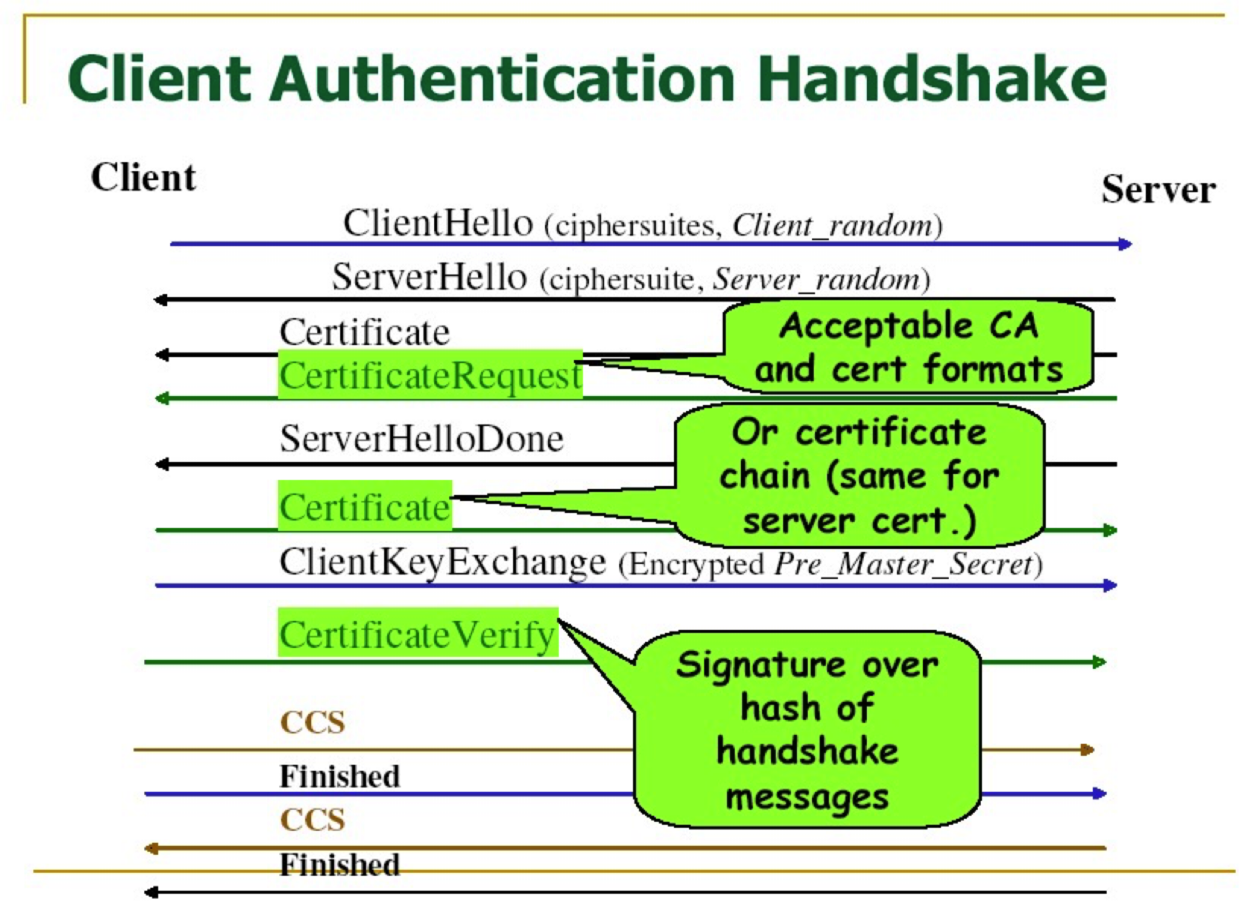 Client Authentication Handshake
Client
Server
ClientHello (ciphersuites, Client_random)
ServerHello (ciphersuite, Server_random)
Certificate
Acceptable CA
and cert formats
CertificateRequest
ServerHelloDone
Or certificate
chain (same for
server cert.)
Certificate
ClientKeyExchange (Encrypted Pre_Master_Secret)
CertificateVerify
Signature over
hash of
handshake
messages
CCS
Finished
CCS
Finished